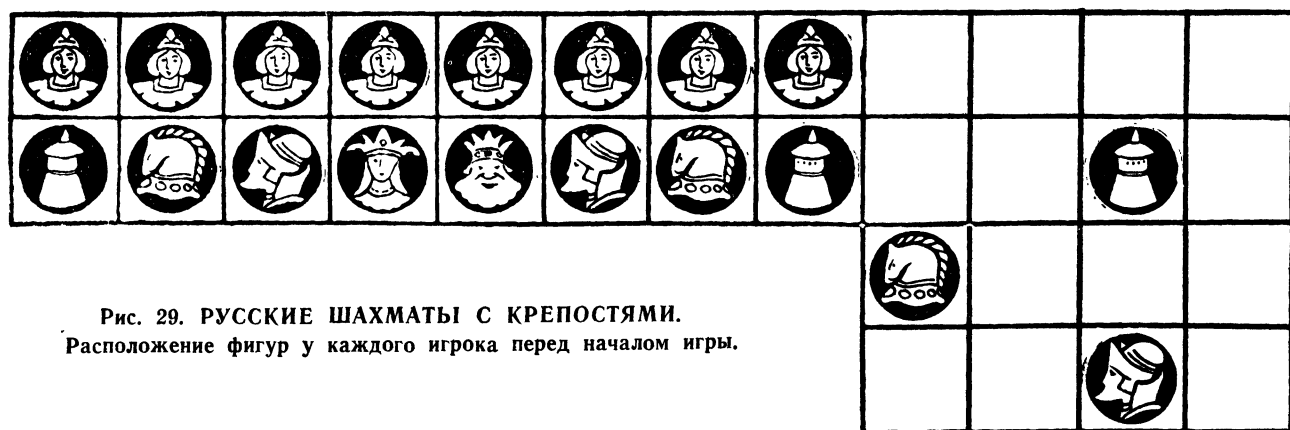 Рис. 29. РУССКИЕ ШАХМАТЫ С КРЕПОСТЯМИ.
Расположение фигур у каждого игрока перед началом игры.